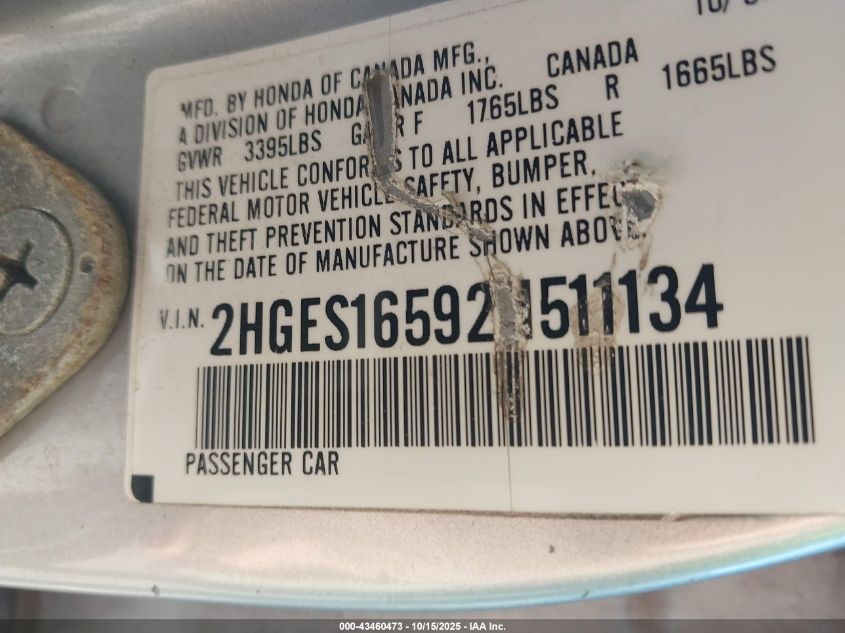 10/
MFD. BY HONDA OF CANADA MFG.,
A DIVISION OF HONDA CANADA INC. CANADA
GVWR 3395LBS GAWR F 1765LBS R 1665LBS
THIS VEHICLE CONFORMS TO ALL APPLICABLE
FEDERAL MOTOR VEHICLE SAFETY, BUMPER,
AND THEFT PREVENTION STANDARDS IN EFFECT
ON THE DATE OF MANUFACTURE SHOWN ABOVE.
V.I.N. 2HGES16592H511134
PASSENGER CAR
000-43460473 - 10/15/2025 - IAA Inc.